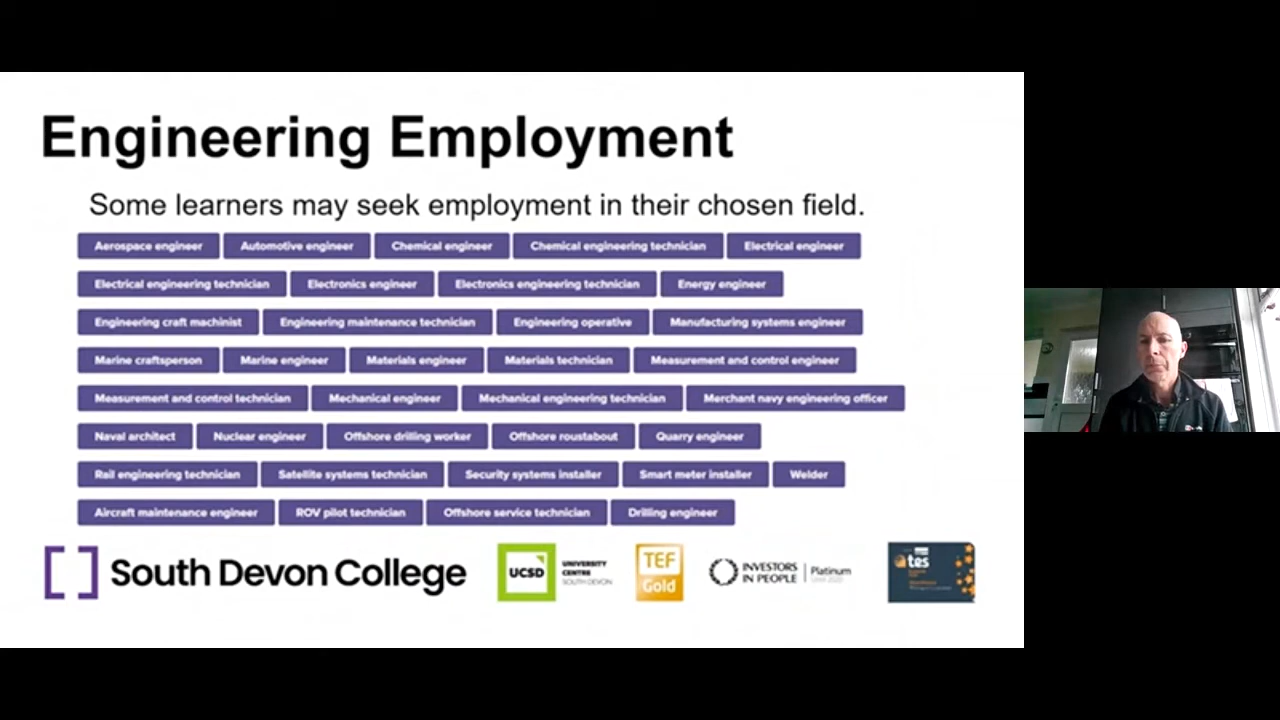 Engineering Employment
Some learners may seek employment in their chosen field.
Aerospace engineer Automotive engineer Chemical engineer Chemical engineering technician Electrical engineer
Electrical engineering technician Electronics engineer Electronics engineering technician Energy engineer
Engineering craft machinist Engineering maintenance technician Engineering operative Manufacturing systems engineer
Marine craftsperson Marine engineer Materials engineer Materials technician Measurement and control engineer
Measurement and control technician Mechanical engineer Mechanical engineering technician Merchant navy engineering officer
Naval architect Nuclear engineer Offshore drilling worker Offshore roustabout Quarry engineer
Rail engineering technician Satellite systems technician Security systems installer Smart meter installer Welder
Aircraft maintenance engineer ROV pilot technician Offshore service technician Drilling engineer
South Devon College
UCSD
UNIVERSITY
CENTRE
SOUTH DEVON
TEF
Gold
INVESTORS
IN PEOPLE
Platinum
tes